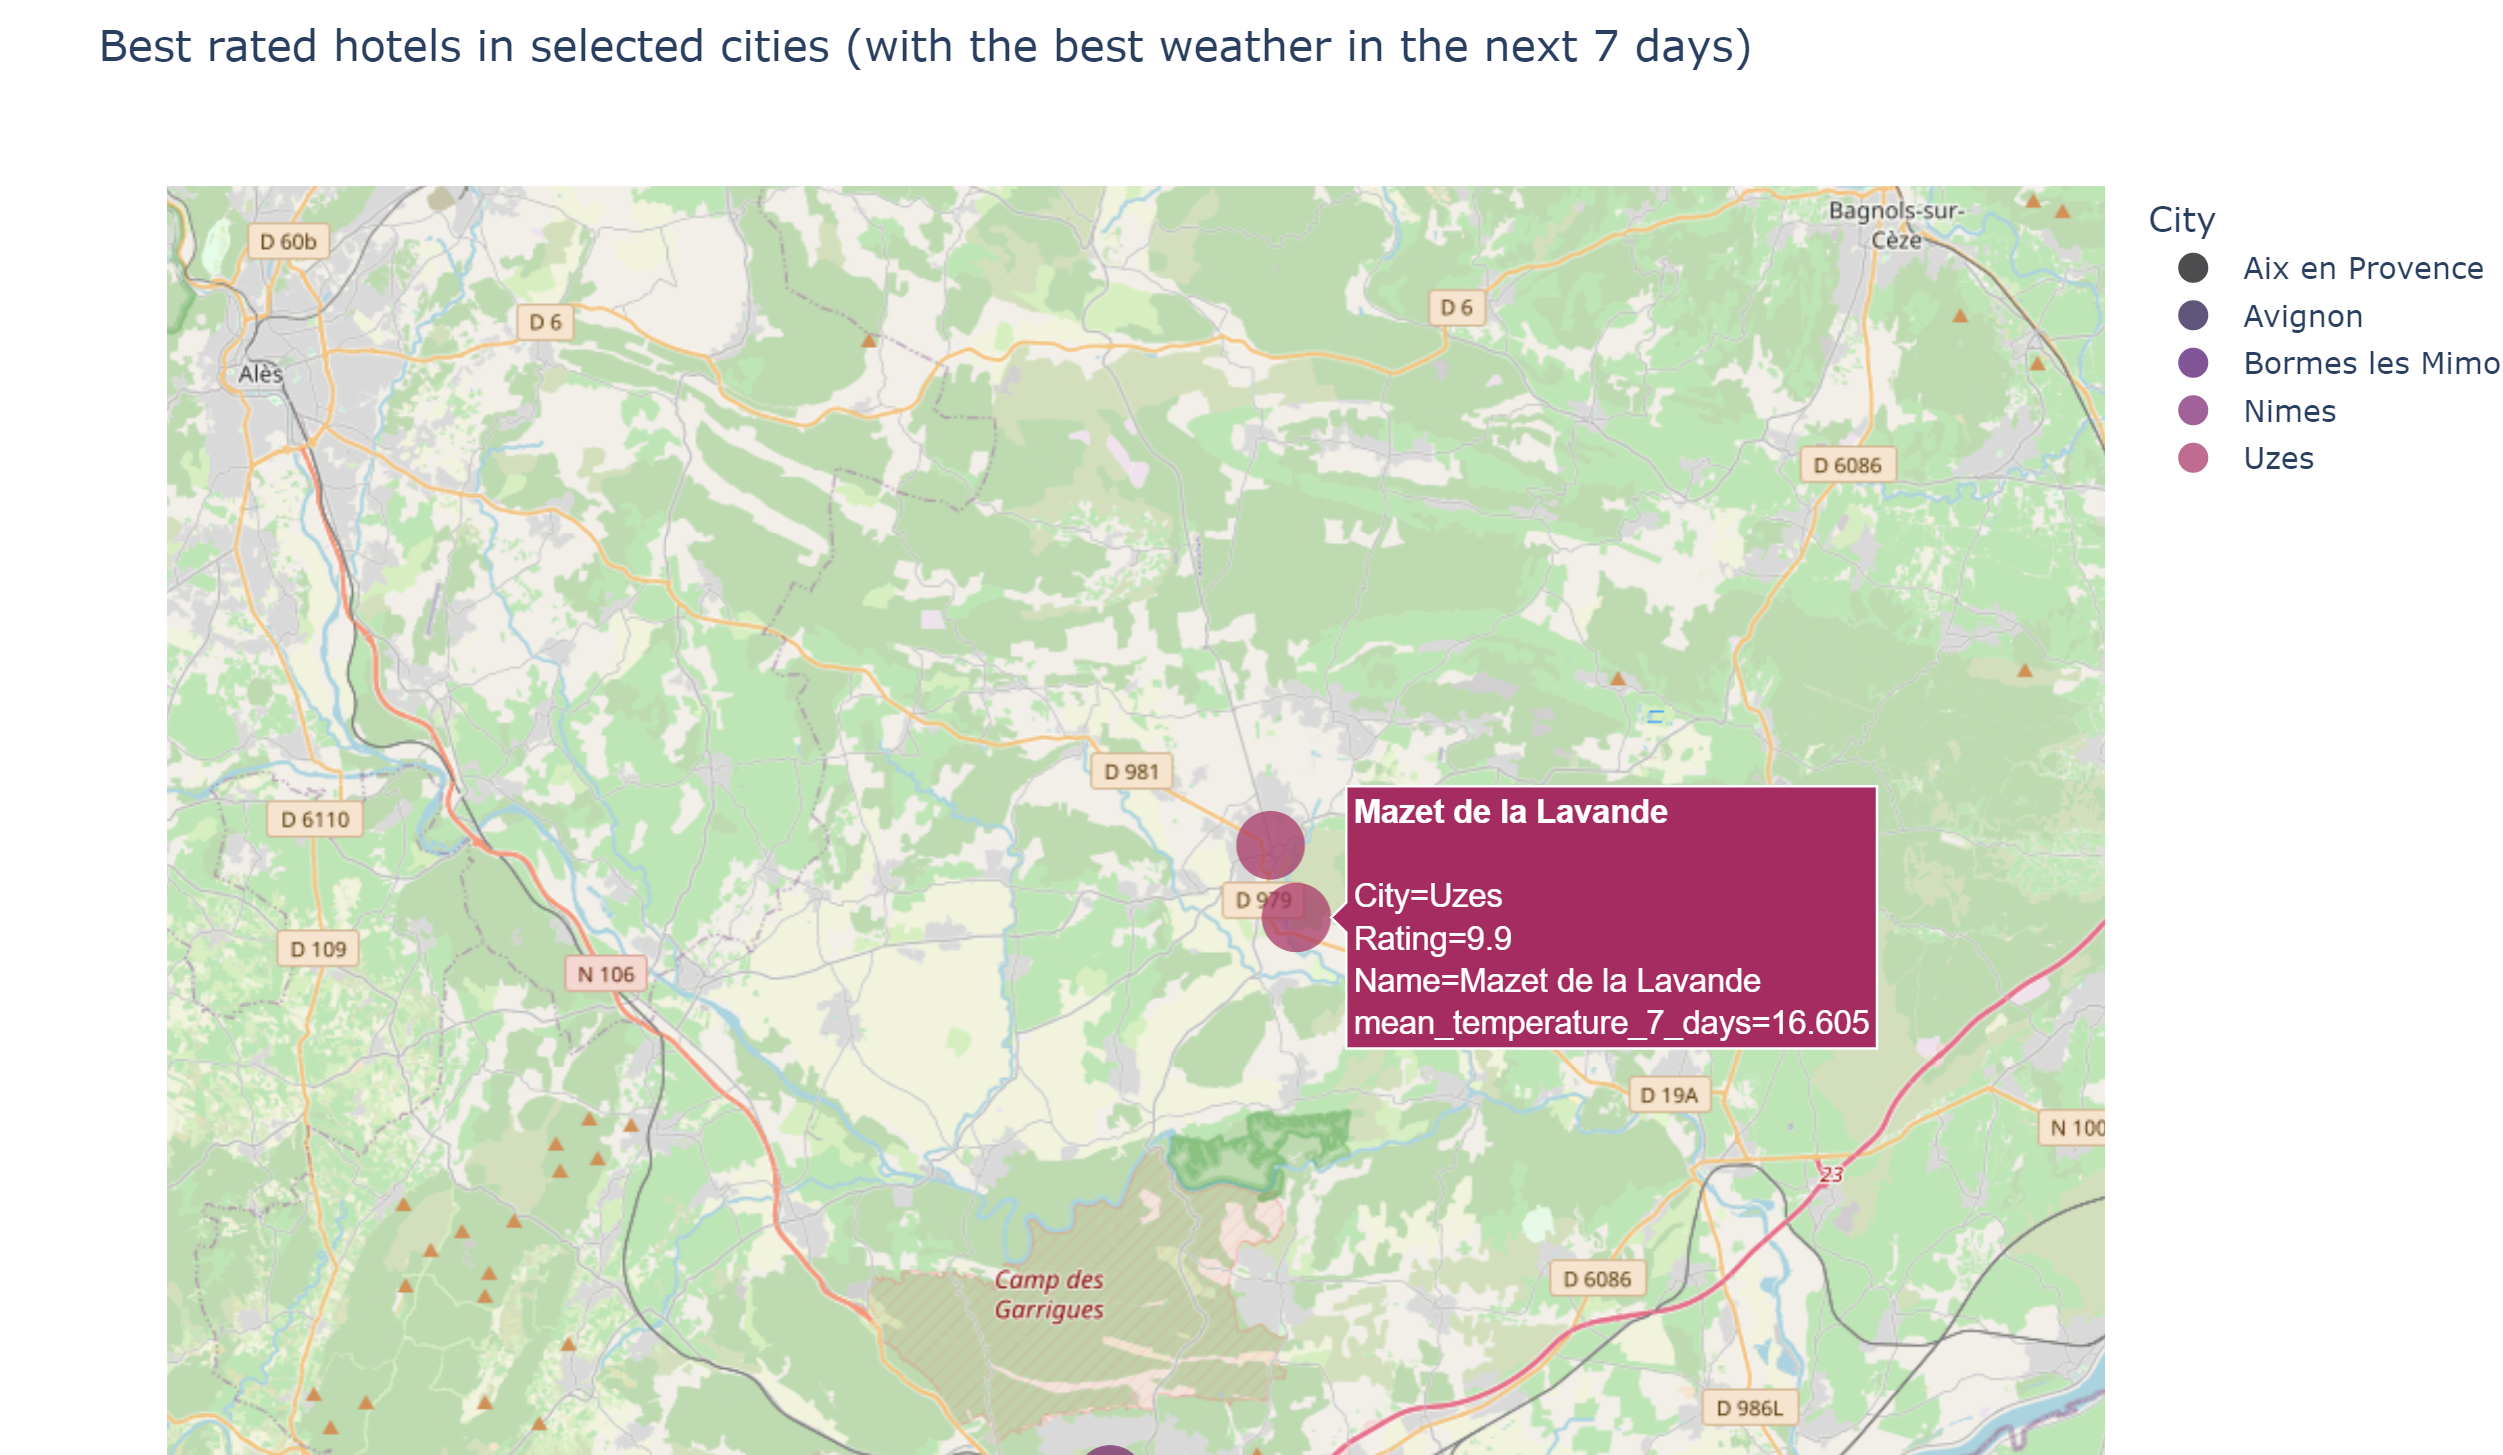 Best rated hotels in selected cities (with the best weather in the next 7 days)
City
Aix en Provence
Avignon
Bormes les Mimo
Nimes
Uzes
Bagnols-sur-
Cèze
D 60b
D 6
D 6
Alès
D 6086
D 981
D 6110
Mazet de la Lavande
City=Uzes
Rating=9.9
Name=Mazet de la Lavande
mean_temperature_7_days=16.605
D 979
D 109
N 106
D 19A
N 100
23
Camp des
Garrigues
D 6086
D 986L